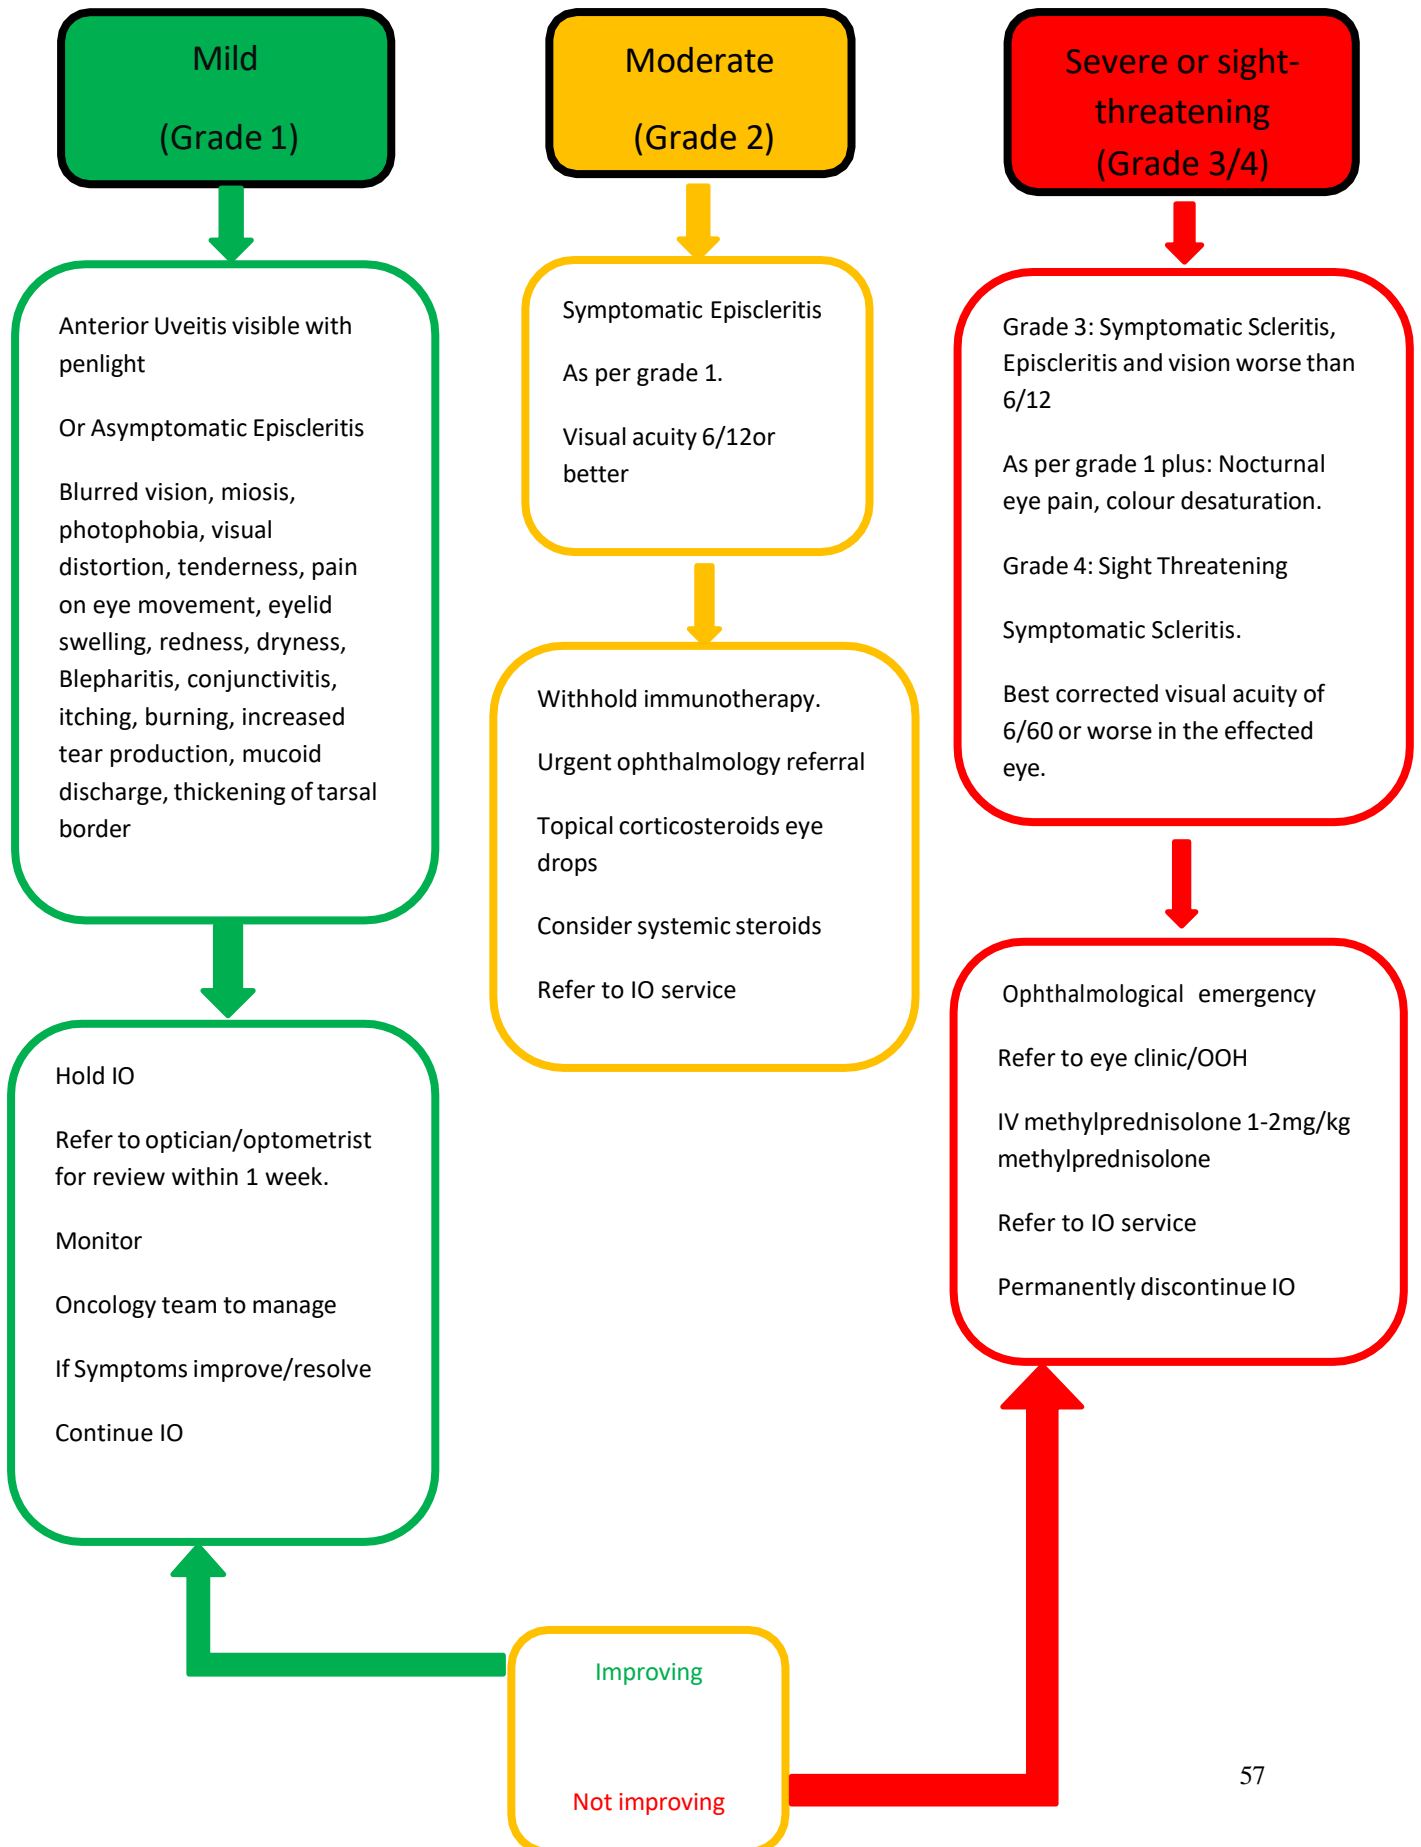 Mild
(Grade 1)
Anterior Uveitis visible with
penlight
Or Asymptomatic Episcleritis
Blurred vision, miosis,
photophobia, visual
distortion, tenderness, pain
on eye movement, eyelid
swelling, redness, dryness,
Blepharitis, conjunctivitis,
itching, burning, increased
tear production, mucoid
discharge, thickening of tarsal
border
Hold IO
Refer to optician/optometrist
for review within 1 week.
Monitor
Oncology team to manage
If Symptoms improve/resolve
Continue IO
Moderate
(Grade 2)
Symptomatic Episcleritis
As per grade 1.
Visual acuity 6/12or
better
Withhold immunotherapy.
Urgent ophthalmology referral
Topical corticosteroids eye
drops
Consider systemic steroids
Refer to IO service
Severe or sight-
threatening
(Grade 3/4)
Grade 3: Symptomatic Scleritis,
Episcleritis and vision worse than
6/12
As per grade 1 plus: Nocturnal
eye pain, colour desaturation.
Grade 4: Sight Threatening
Symptomatic Scleritis.
Best corrected visual acuity of
6/60 or worse in the effected
eye.
Ophthalmological emergency
Refer to eye clinic/OOH
IV methylprednisolone 1-2mg/kg
methylprednisolone
Refer to IO service
Permanently discontinue IO
Improving
Not improving
57